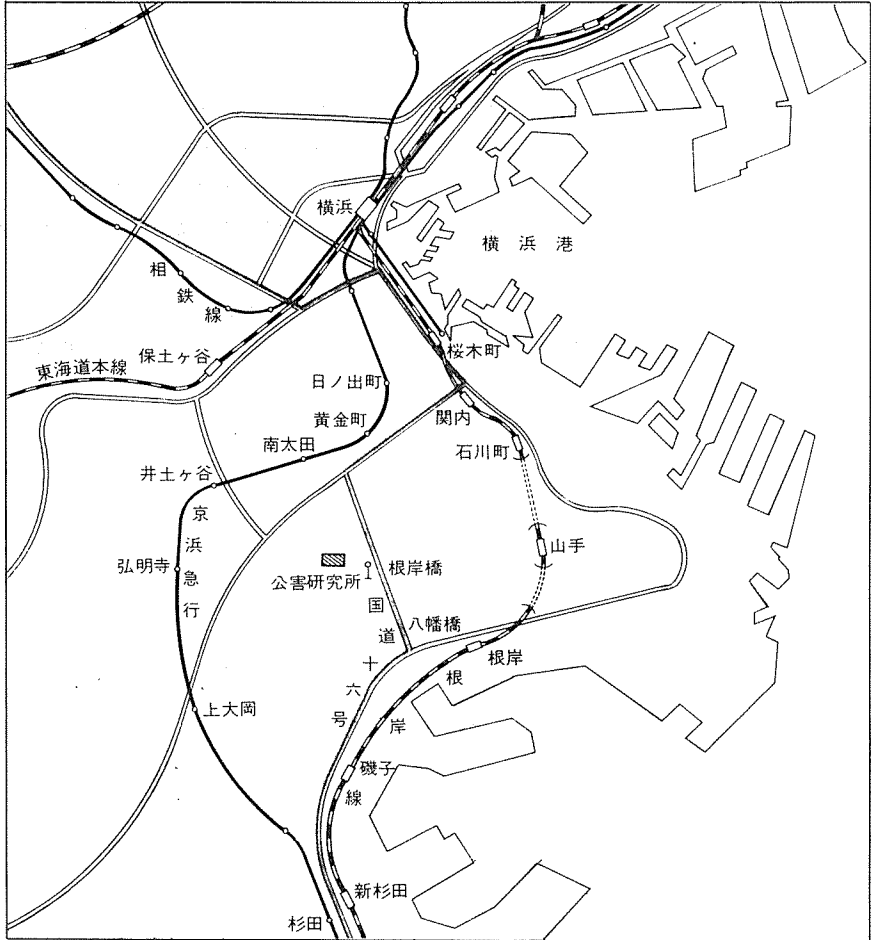 横浜
横浜港
相鉄線
桜木町
保土ヶ谷
東海道本線
日ノ出町
関内
黄金町
南太田
石川町
井土ヶ谷
京浜急行
山手
弘明寺
根岸橋
公害研究所
国道十六号
八幡橋
根岸
根岸線
上大岡
磯子
新杉田
杉田